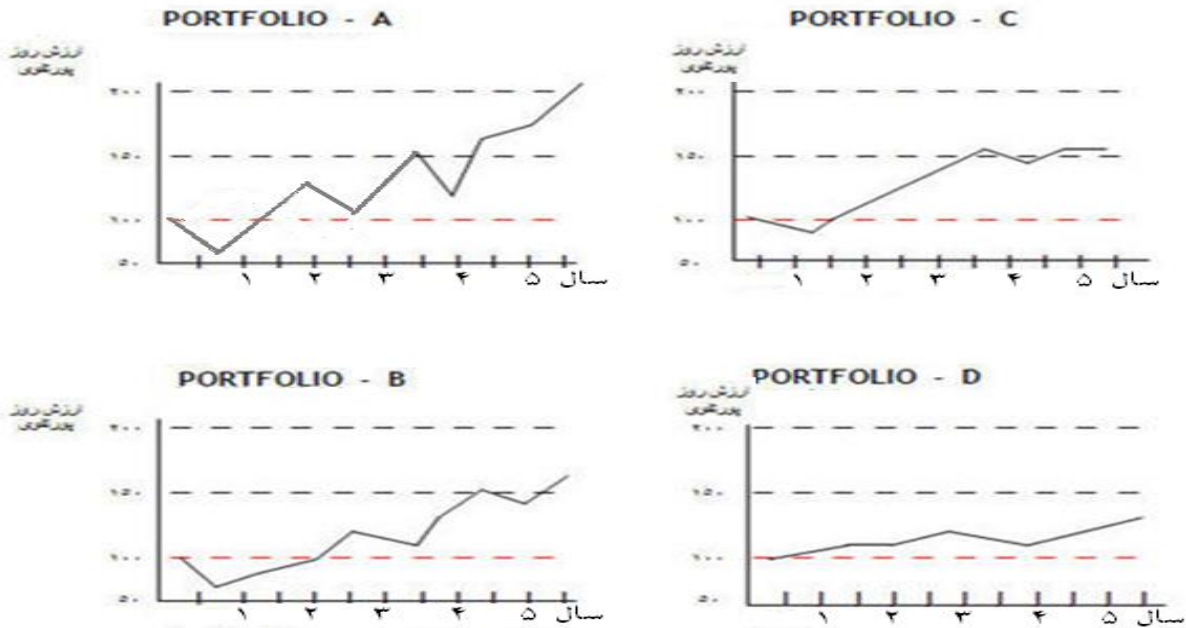 PORTFOLIO - A
ارزش روز
پورتفوی
۲۰۰
۱۵۰
۱۰۰
۵۰
۱ ۲ ۳ ۴ ۵ سال
PORTFOLIO - C
ارزش روز
پورتفوی
۲۰۰
۱۵۰
۱۰۰
۵۰
۱ ۲ ۳ ۴ ۵ سال
PORTFOLIO - B
ارزش روز
پورتفوی
۲۰۰
۱۵۰
۱۰۰
۵۰
۱ ۲ ۳ ۴ ۵ سال
PORTFOLIO - D
ارزش روز
پورتفوی
۲۰۰
۱۵۰
۱۰۰
۵۰
۱ ۲ ۳ ۴ ۵ سال